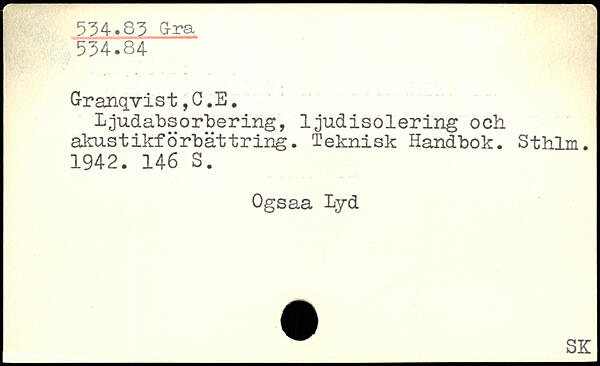 534.83 Gra
534.84
Granqvist,C.E.
Ljudabsorbering, ljudisolering och
akustikförbättring. Teknisk Handbok. Sthlm.
1942. 146 S.
Ogsaa Lyd
SK